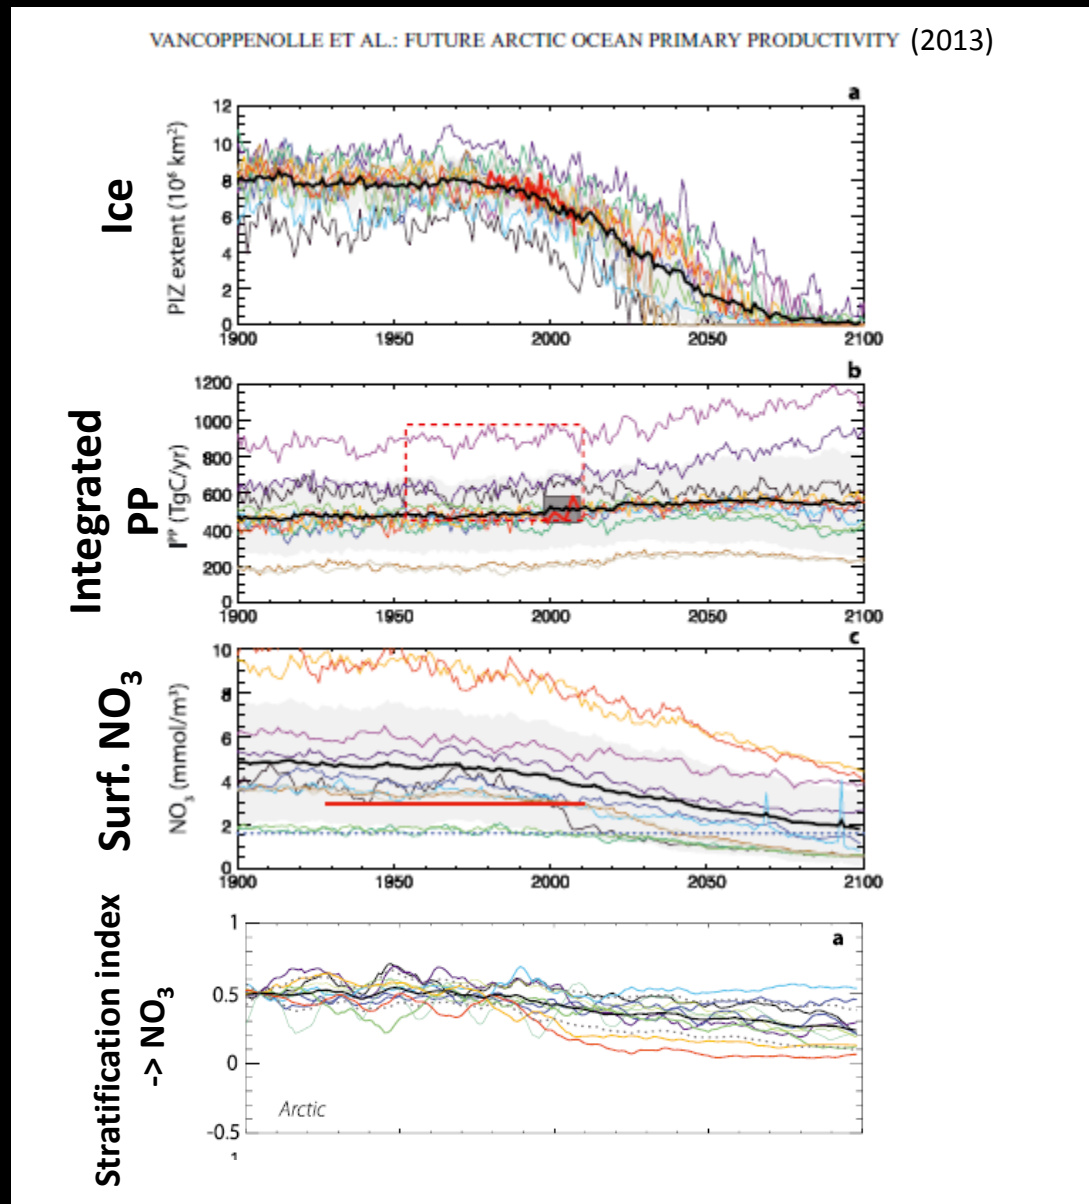 VANCOPPENOLLE ET AL.: FUTURE ARCTIC OCEAN PRIMARY PRODUCTIVITY (2013)
a
Ice
PIZ extent (10⁶ km²)
12
10
8
6
4
2
0
1900 1950 2000 2050 2100
b
Integrated
PP
Iᴾᴾ (TgC/yr)
1200
1000
800
600
400
200
0
1900 1950 2000 2050 2100
c
Surf. NO₃
NO₃ (mmol/m³)
10
8
6
4
2
0
1900 1950 2000 2050 2100
a
Stratification index
-> NO₃
1
0.5
0
-0.5
Arctic
1